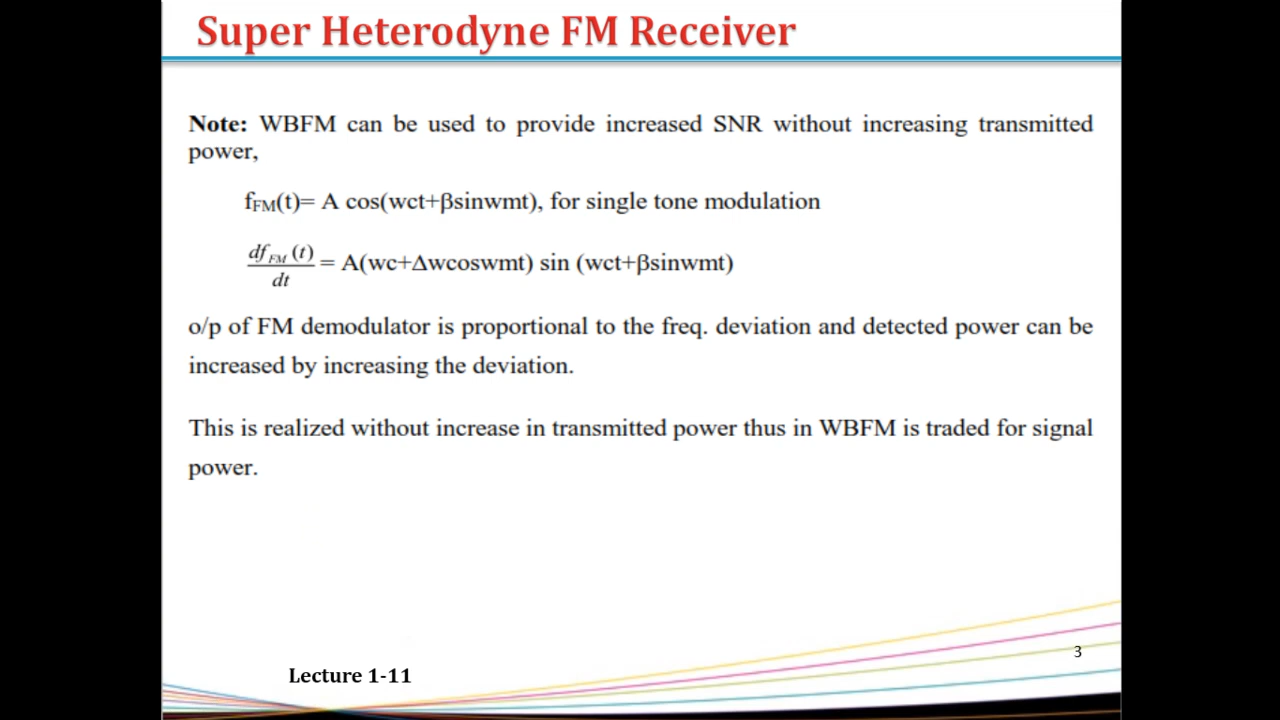 Super Heterodyne FM Receiver
Note: WBFM can be used to provide increased SNR without increasing transmitted
power,
fFM(t)= A cos(wct+βsinwmt), for single tone modulation
df FM (t)/dt = A(wc+Δwcoswmt) sin (wct+βsinwmt)
o/p of FM demodulator is proportional to the freq. deviation and detected power can be
increased by increasing the deviation.
This is realized without increase in transmitted power thus in WBFM is traded for signal
power.
3
Lecture 1-11